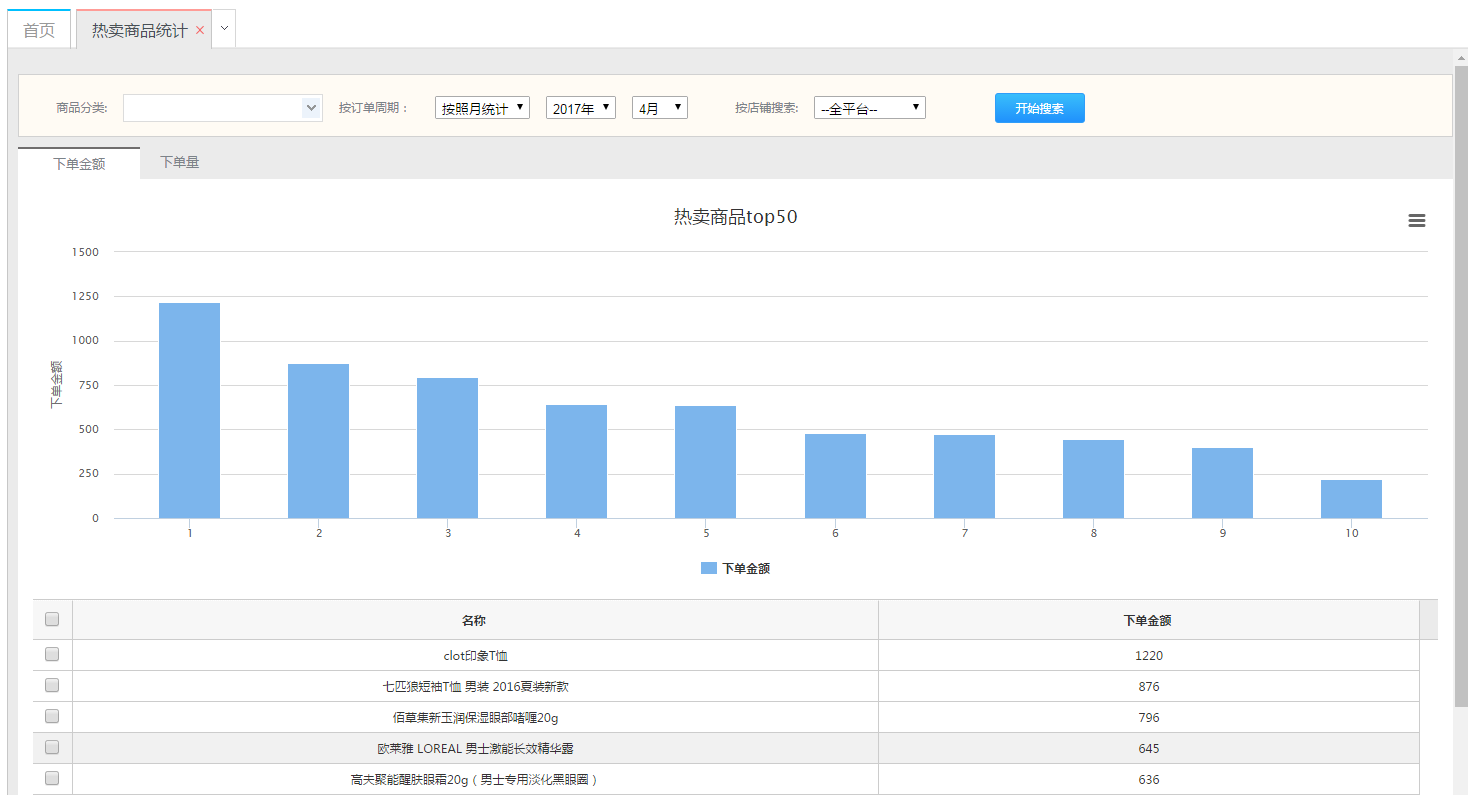 首页 热卖商品统计 ×
商品分类: 按订单周期： 按照月统计 2017年 4月 按店铺搜索: --全平台-- 开始搜索
下单金额 下单量
热卖商品top50
1500
1250
1000
750
500
250
0
下单金额
1 2 3 4 5 6 7 8 9 10
下单金额
名称 下单金额
clot印象T恤 1220
七匹狼短袖T恤 男装 2016夏装新款 876
佰草集新玉润保湿眼部啫喱20g 796
欧莱雅 LOREAL 男士激能长效精华露 645
高夫聚能醒肤眼霜20g（男士专用淡化黑眼圈） 636